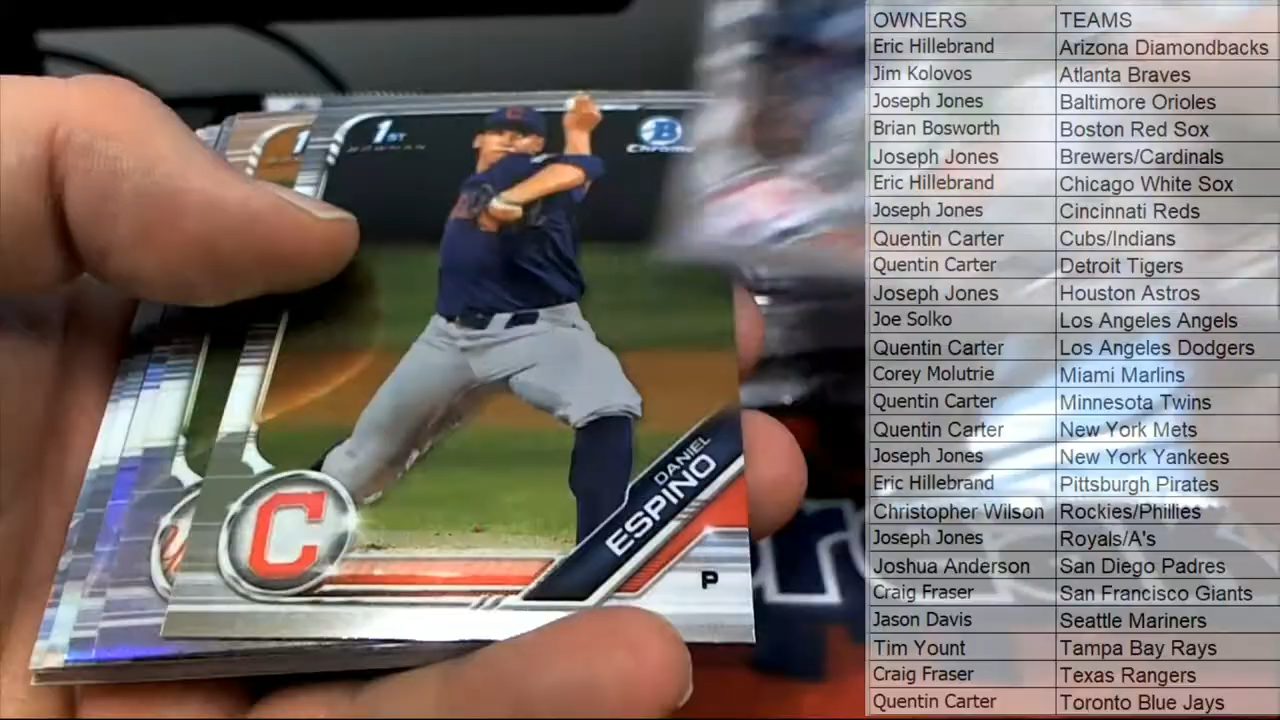 1ST
BOWMAN
B
CHROME
C
C
DANIEL
ESPINO
P
1
OWNERS TEAMS
Eric Hillebrand Arizona Diamondbacks
Jim Kolovos Atlanta Braves
Joseph Jones Baltimore Orioles
Brian Bosworth Boston Red Sox
Joseph Jones Brewers/Cardinals
Eric Hillebrand Chicago White Sox
Joseph Jones Cincinnati Reds
Quentin Carter Cubs/Indians
Quentin Carter Detroit Tigers
Joseph Jones Houston Astros
Joe Solko Los Angeles Angels
Quentin Carter Los Angeles Dodgers
Corey Molutrie Miami Marlins
Quentin Carter Minnesota Twins
Quentin Carter New York Mets
Joseph Jones New York Yankees
Eric Hillebrand Pittsburgh Pirates
Christopher Wilson Rockies/Phillies
Joseph Jones Royals/A's
Joshua Anderson San Diego Padres
Craig Fraser San Francisco Giants
Jason Davis Seattle Mariners
Tim Yount Tampa Bay Rays
Craig Fraser Texas Rangers
Quentin Carter Toronto Blue Jays